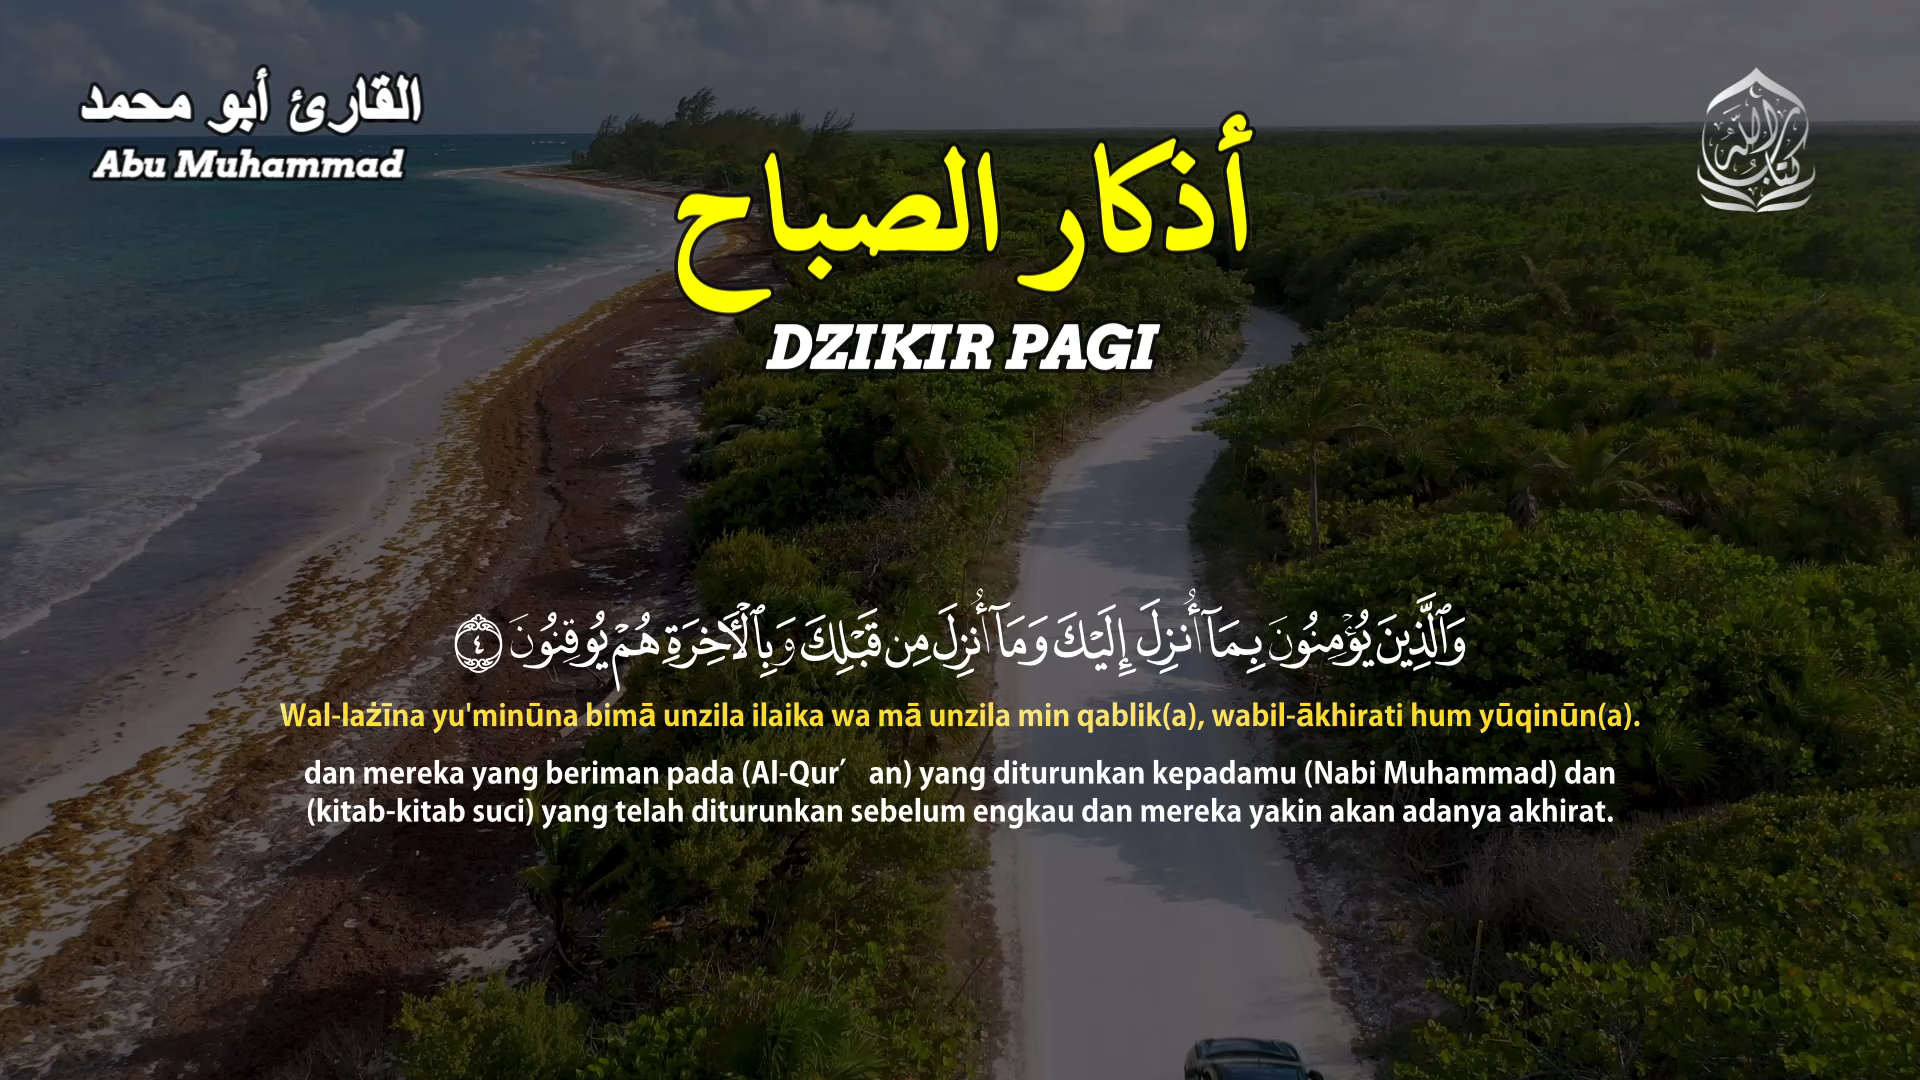 القارئ أبو محمد
Abu Muhammad
كتاب الله
أذكار الصباح
DZIKIR PAGI
وَٱلَّذِينَ يُؤْمِنُونَ بِمَآ أُنزِلَ إِلَيْكَ وَمَآ أُنزِلَ مِن قَبْلِكَ وَبِٱلْـَٔاخِرَةِ هُمْ يُوقِنُونَ ٤
Wal-lażīna yu'minūna bimā unzila ilaika wa mā unzila min qablik(a), wabil-ākhirati hum yūqinūn(a).
dan mereka yang beriman pada (Al-Qur′ an) yang diturunkan kepadamu (Nabi Muhammad) dan
(kitab-kitab suci) yang telah diturunkan sebelum engkau dan mereka yakin akan adanya akhirat.